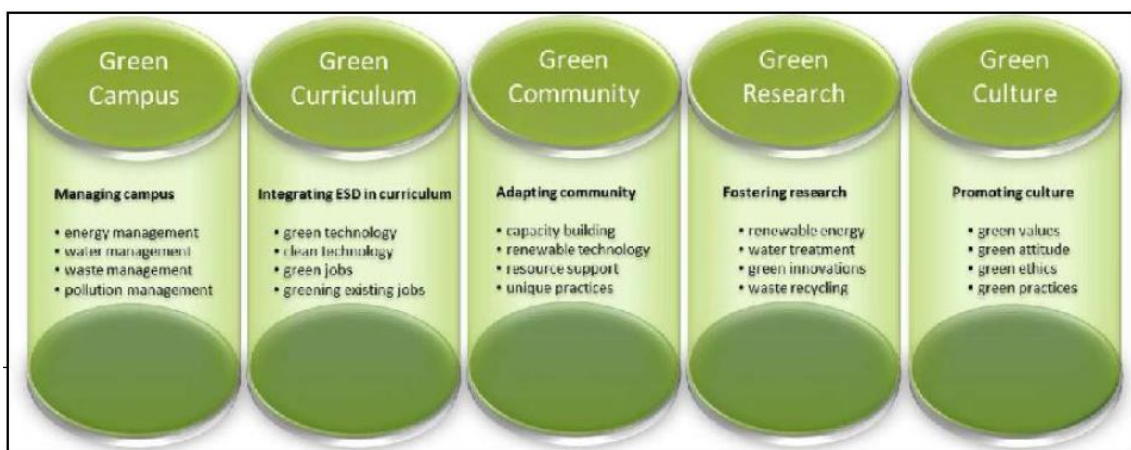 Green
Campus
Managing campus
• energy management
• water management
• waste management
• pollution management
Green
Curriculum
Integrating ESD in curriculum
• green technology
• clean technology
• green jobs
• greening existing jobs
Green
Community
Adapting community
• capacity building
• renewable technology
• resource support
• unique practices
Green
Research
Fostering research
• renewable energy
• water treatment
• green innovations
• waste recycling
Green
Culture
Promoting culture
• green values
• green attitude
• green ethics
• green practices